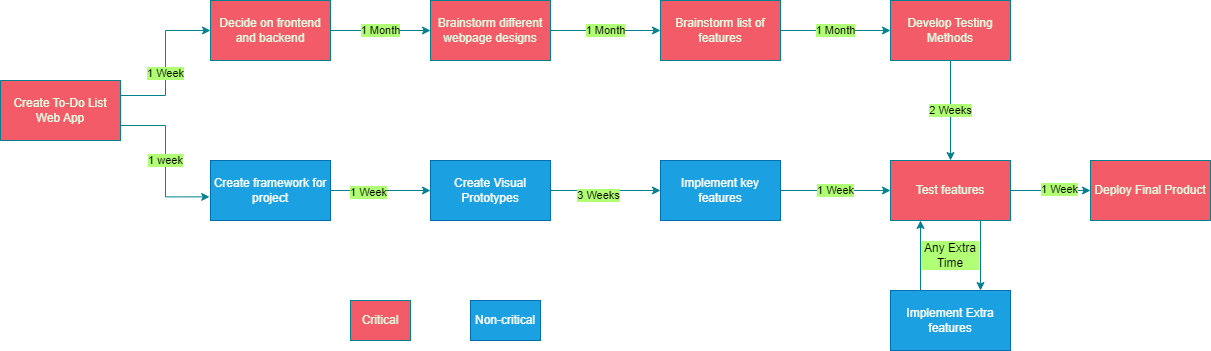 Decide on frontend
and backend
1 Month
Brainstorm different
webpage designs
1 Month
Brainstorm list of
features
1 Month
Develop Testing
Methods
1 Week
Create To-Do List
Web App
2 Weeks
1 week
Create framework for
project
1 Week
Create Visual
Prototypes
3 Weeks
Implement key
features
1 Week
Test features
1 Week
Deploy Final Product
Any Extra
Time
Implement Extra
features
Critical
Non-critical